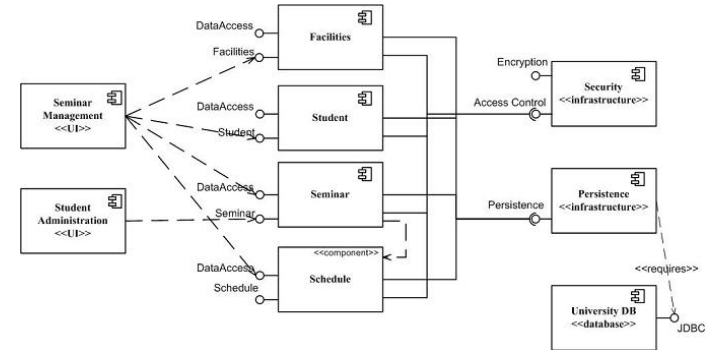 DataAccess
Facilities
Facilities
Encryption
Security
<<infrastructure>>
Access Control
Seminar
Management
<<UI>>
DataAccess
Student
Student
DataAccess
Seminar
Seminar
Student
Administration
<<UI>>
Persistence
Persistence
<<infrastructure>>
<<component>>
DataAccess
Schedule
Schedule
<<requires>>
University DB
<<database>>
JDBC